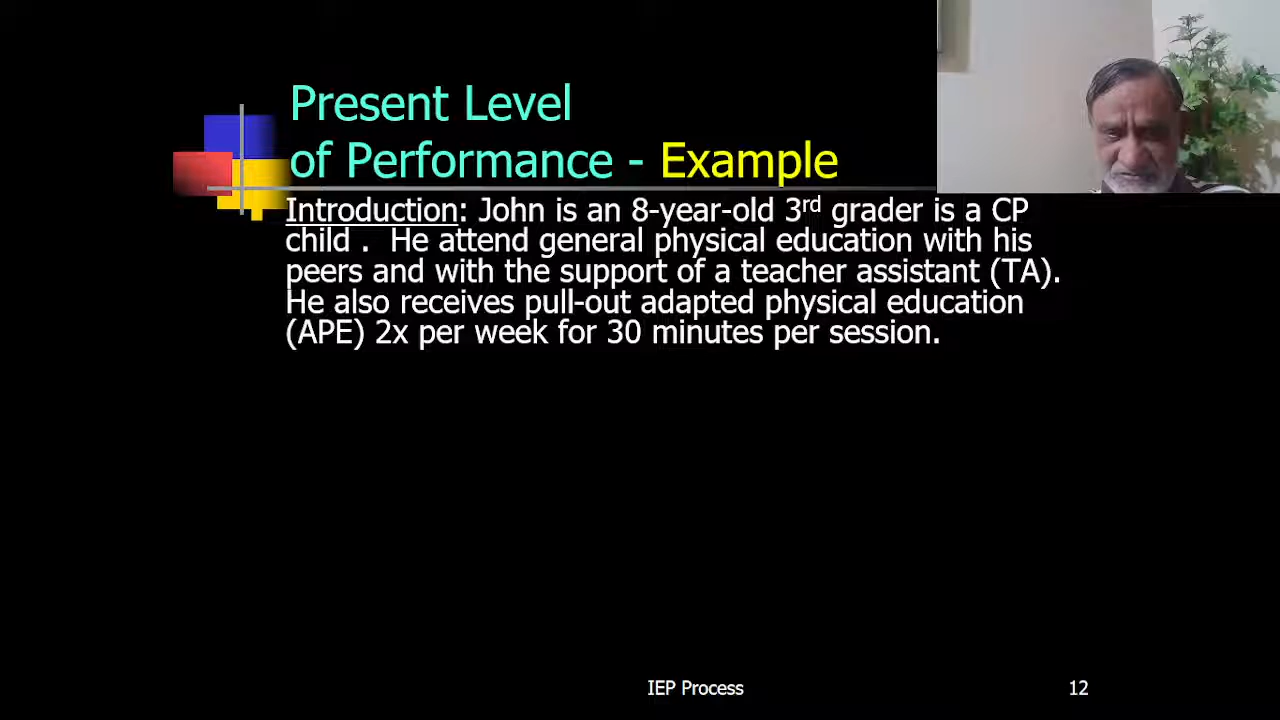 Present Level
of Performance - Example
Introduction: John is an 8-year-old 3rd grader is a CP
child .  He attend general physical education with his
peers and with the support of a teacher assistant (TA).
He also receives pull-out adapted physical education
(APE) 2x per week for 30 minutes per session.
IEP Process
12